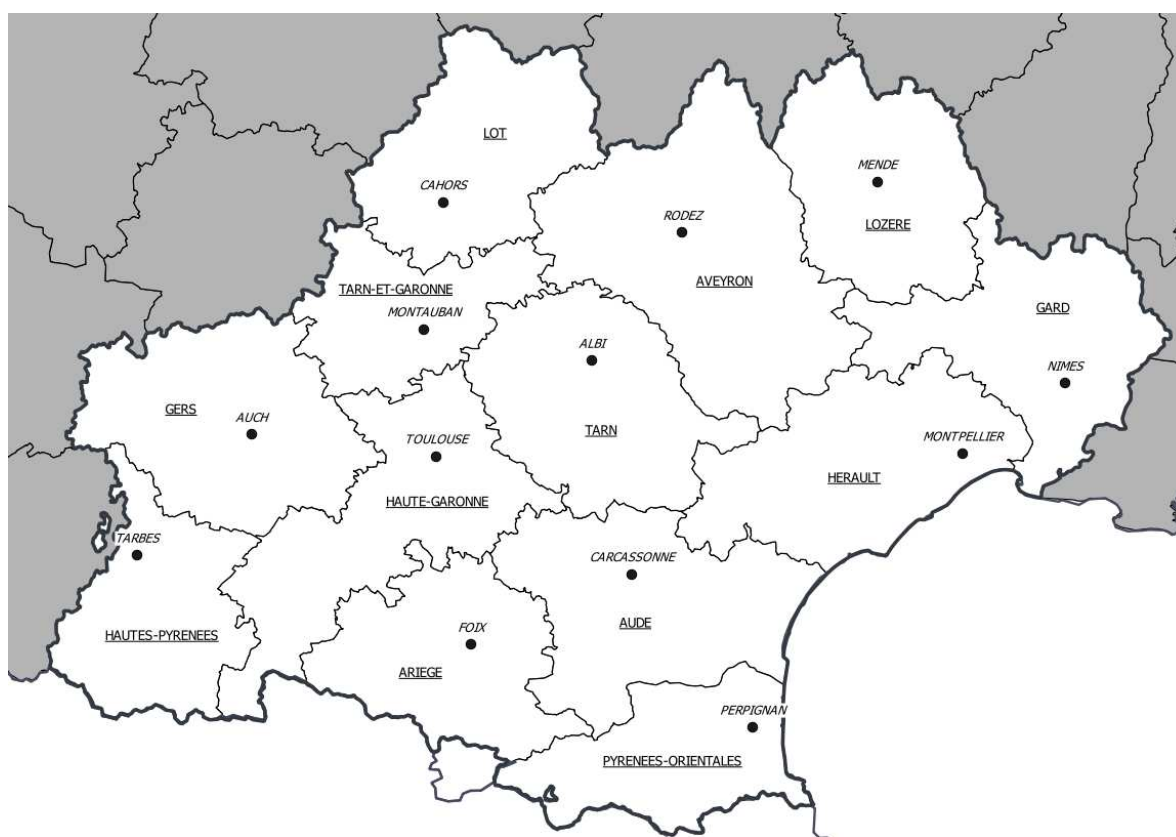 LOT
MENDE
CAHORS
LOZERE
RODEZ
AVEYRON
TARN-ET-GARONNE
GARD
MONTAUBAN
ALBI
NIMES
GERS
AUCH
TARN
TOULOUSE
MONTPELLIER
HERAULT
HAUTE-GARONNE
TARBES
CARCASSONNE
AUDE
FOIX
HAUTES-PYRENEES
ARIEGE
PERPIGNAN
PYRENEES-ORIENTALES